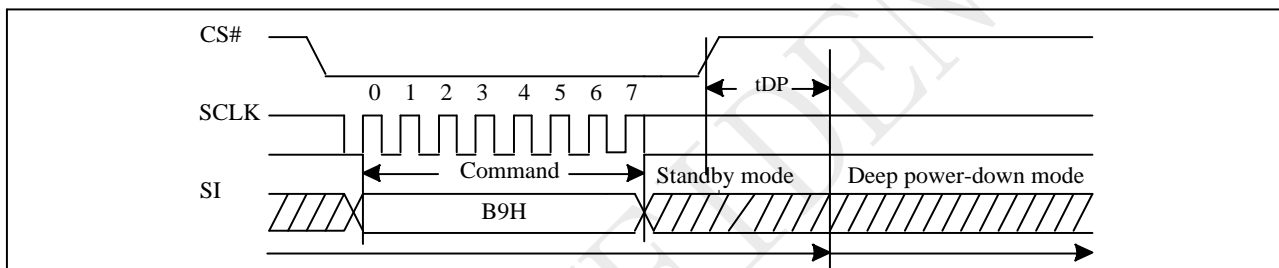 CS#
tDP
0 1 2 3 4 5 6 7
SCLK
Command
Standby mode
Deep power-down mode
SI
B9H